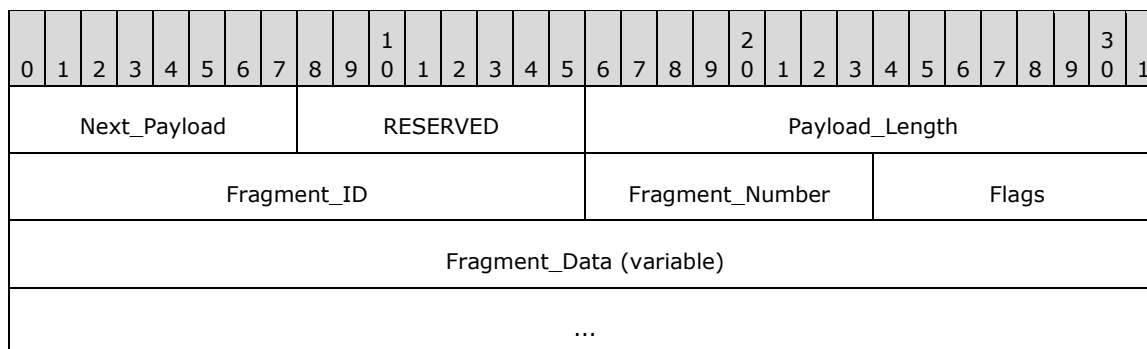 1 2 3
0 1 2 3 4 5 6 7 8 9 0 1 2 3 4 5 6 7 8 9 0 1 2 3 4 5 6 7 8 9 0 1
Next_Payload RESERVED Payload_Length
Fragment_ID Fragment_Number Flags
Fragment_Data (variable)
...